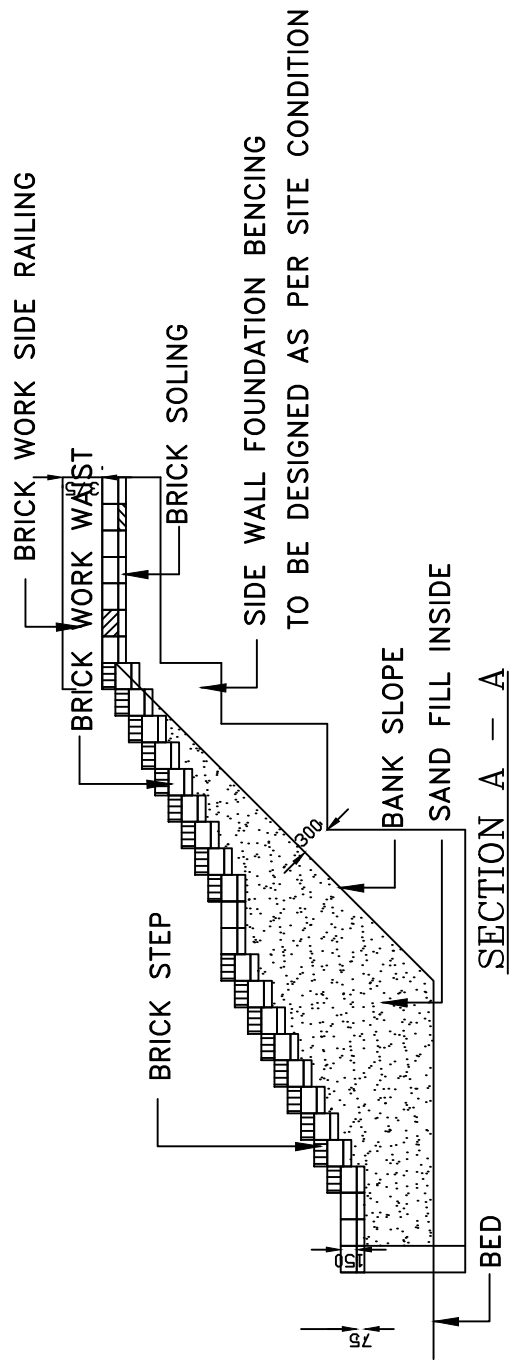 BRICK WORK SIDE RAILING
375
BRICK WORK WAIST
BRICK SOLING
SIDE WALL FOUNDATION BENCING
TO BE DESIGNED AS PER SITE CONDITION
BRICK STEP
300
BANK SLOPE
SAND FILL INSIDE
150
75
BED
SECTION A - A